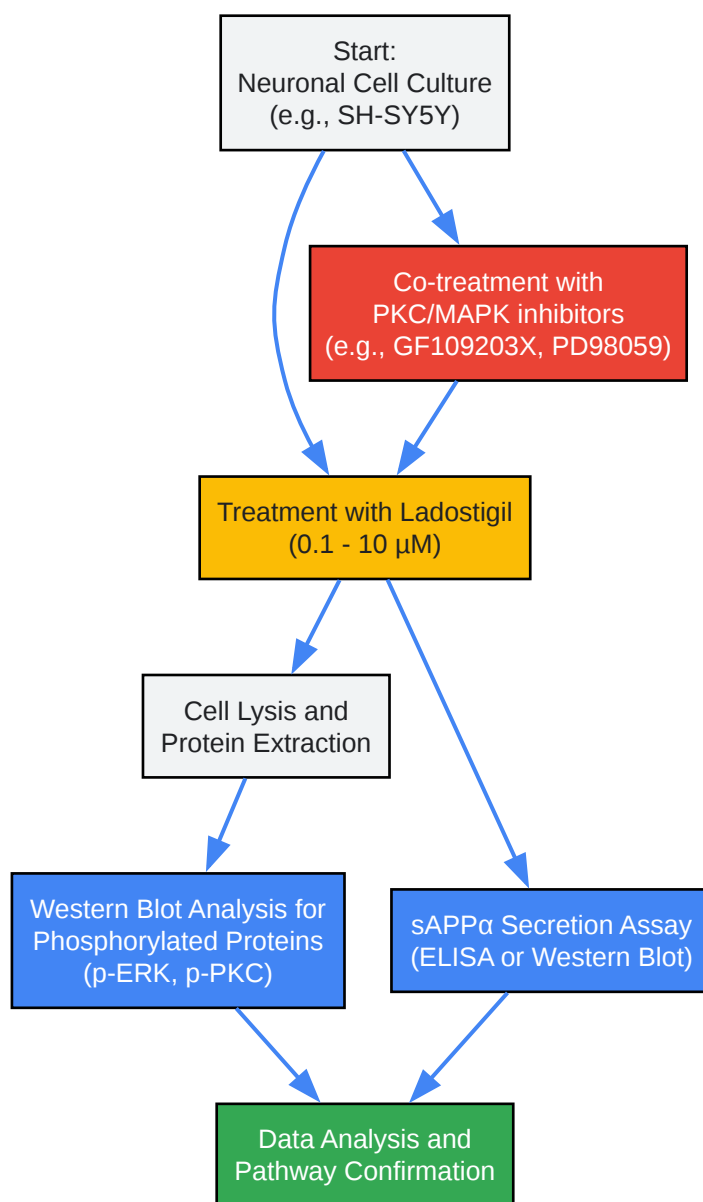 Start:
Neuronal Cell Culture
(e.g., SH-SY5Y)
Co-treatment with
PKC/MAPK inhibitors
(e.g., GF109203X, PD98059)
Treatment with Ladostigil
(0.1 - 10 µM)
Cell Lysis and
Protein Extraction
Western Blot Analysis for
Phosphorylated Proteins
(p-ERK, p-PKC)
sAPPα Secretion Assay
(ELISA or Western Blot)
Data Analysis and
Pathway Confirmation